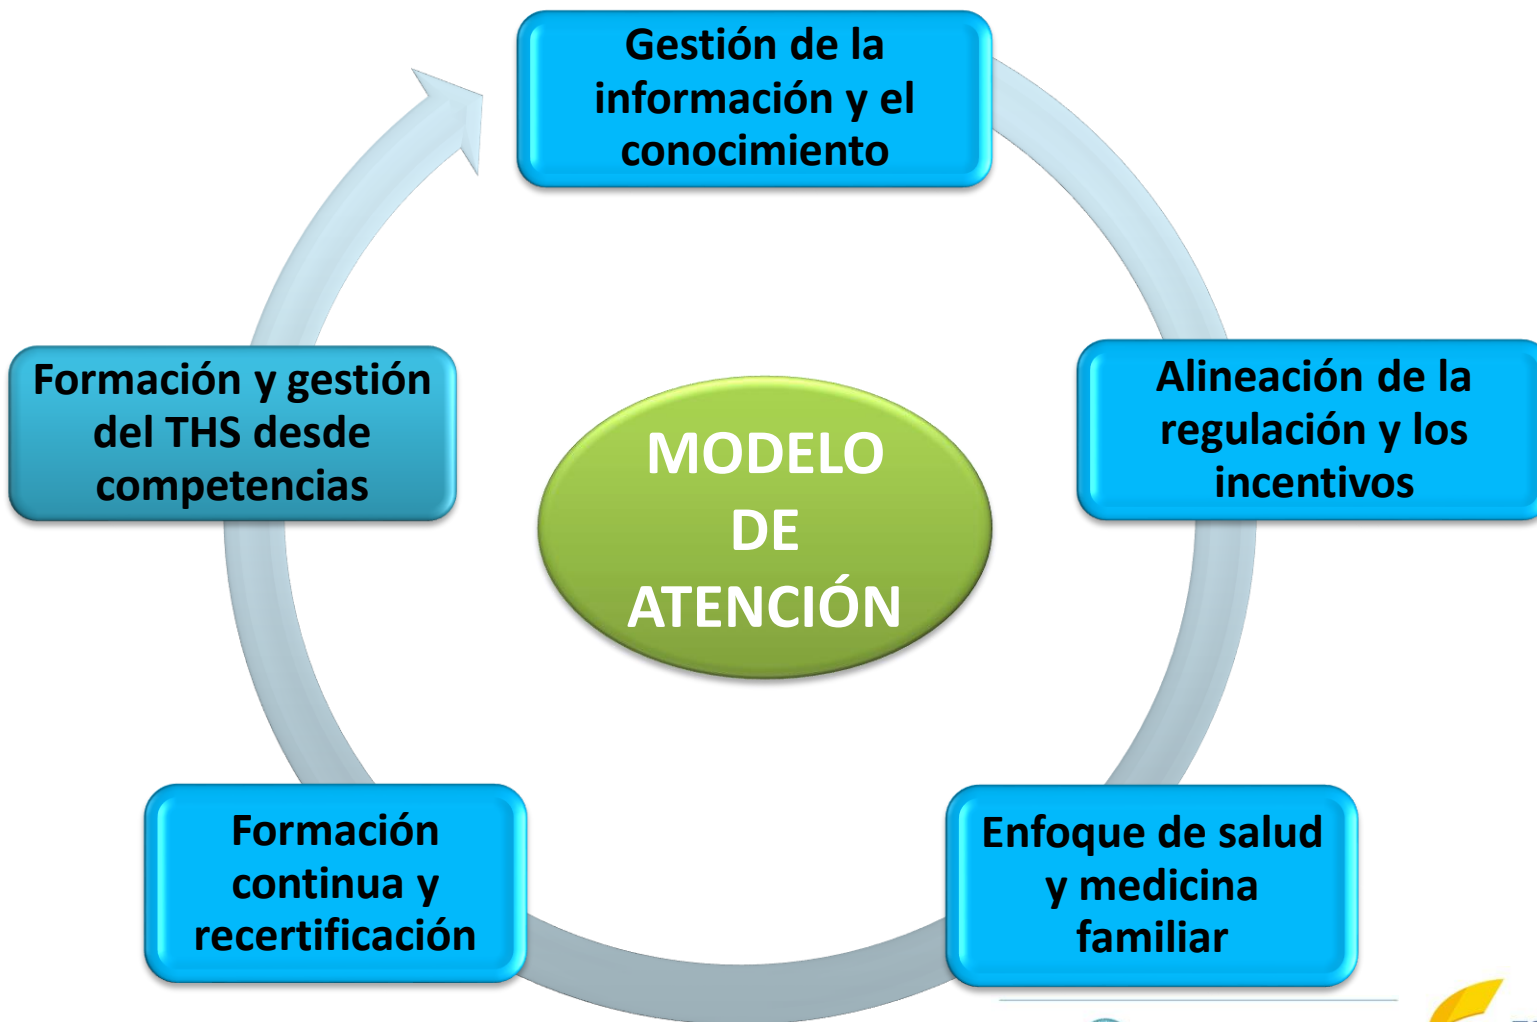 Gestión de la
información y el
conocimiento
Formación y gestión
del THS desde
competencias
MODELO
DE
ATENCIÓN
Alineación de la
regulación y los
incentivos
Formación
continua y
recertificación
Enfoque de salud
y medicina
familiar